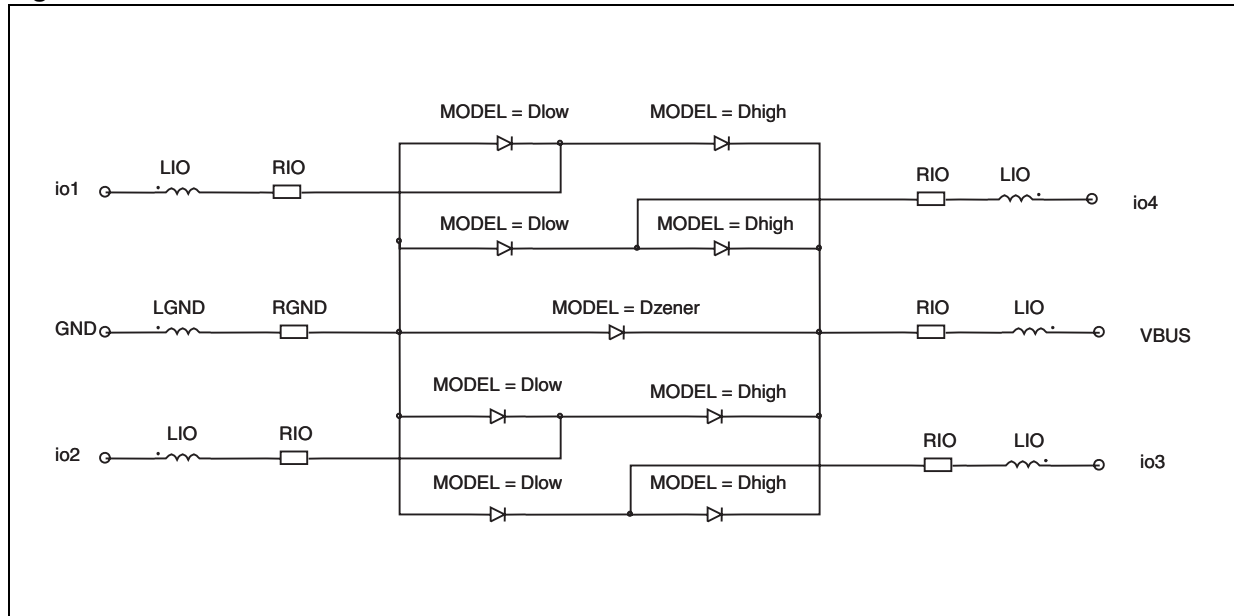 MODEL = Dlow MODEL = Dhigh
LIO RIO RIO LIO
io1 io4
MODEL = Dlow MODEL = Dhigh
LGND RGND MODEL = Dzener RIO LIO
GND VBUS
MODEL = Dlow MODEL = Dhigh
LIO RIO RIO LIO
io2 io3
MODEL = Dlow MODEL = Dhigh